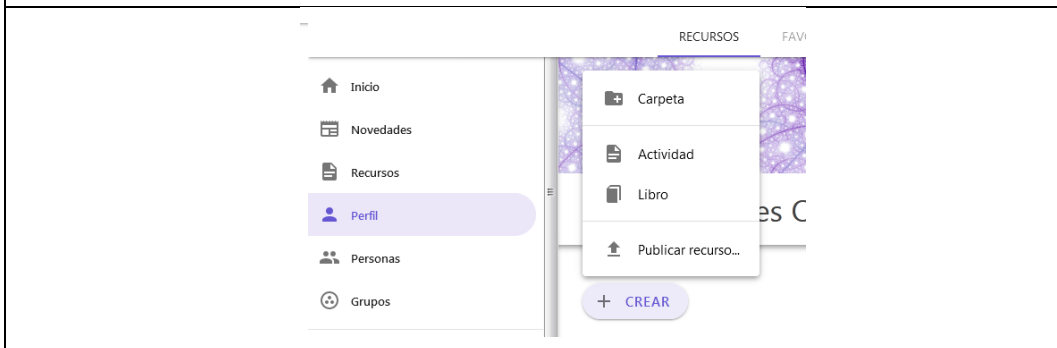 RECURSOS
Inicio
Novedades
Recursos
Perfil
Personas
Grupos
Carpeta
Actividad
Libro
Publicar recurso...
+ CREAR